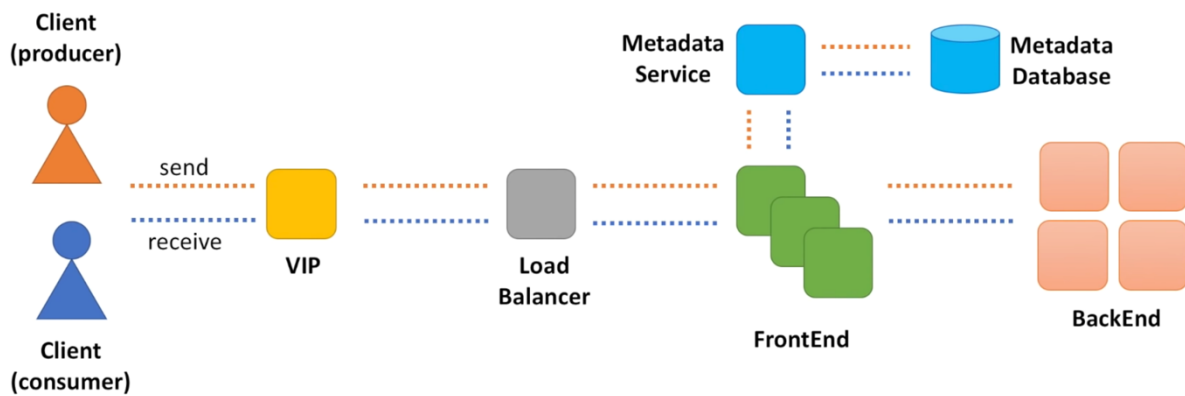 Client
(producer)
send
receive
Client
(consumer)
VIP
Load
Balancer
Metadata
Service
Metadata
Database
FrontEnd
BackEnd